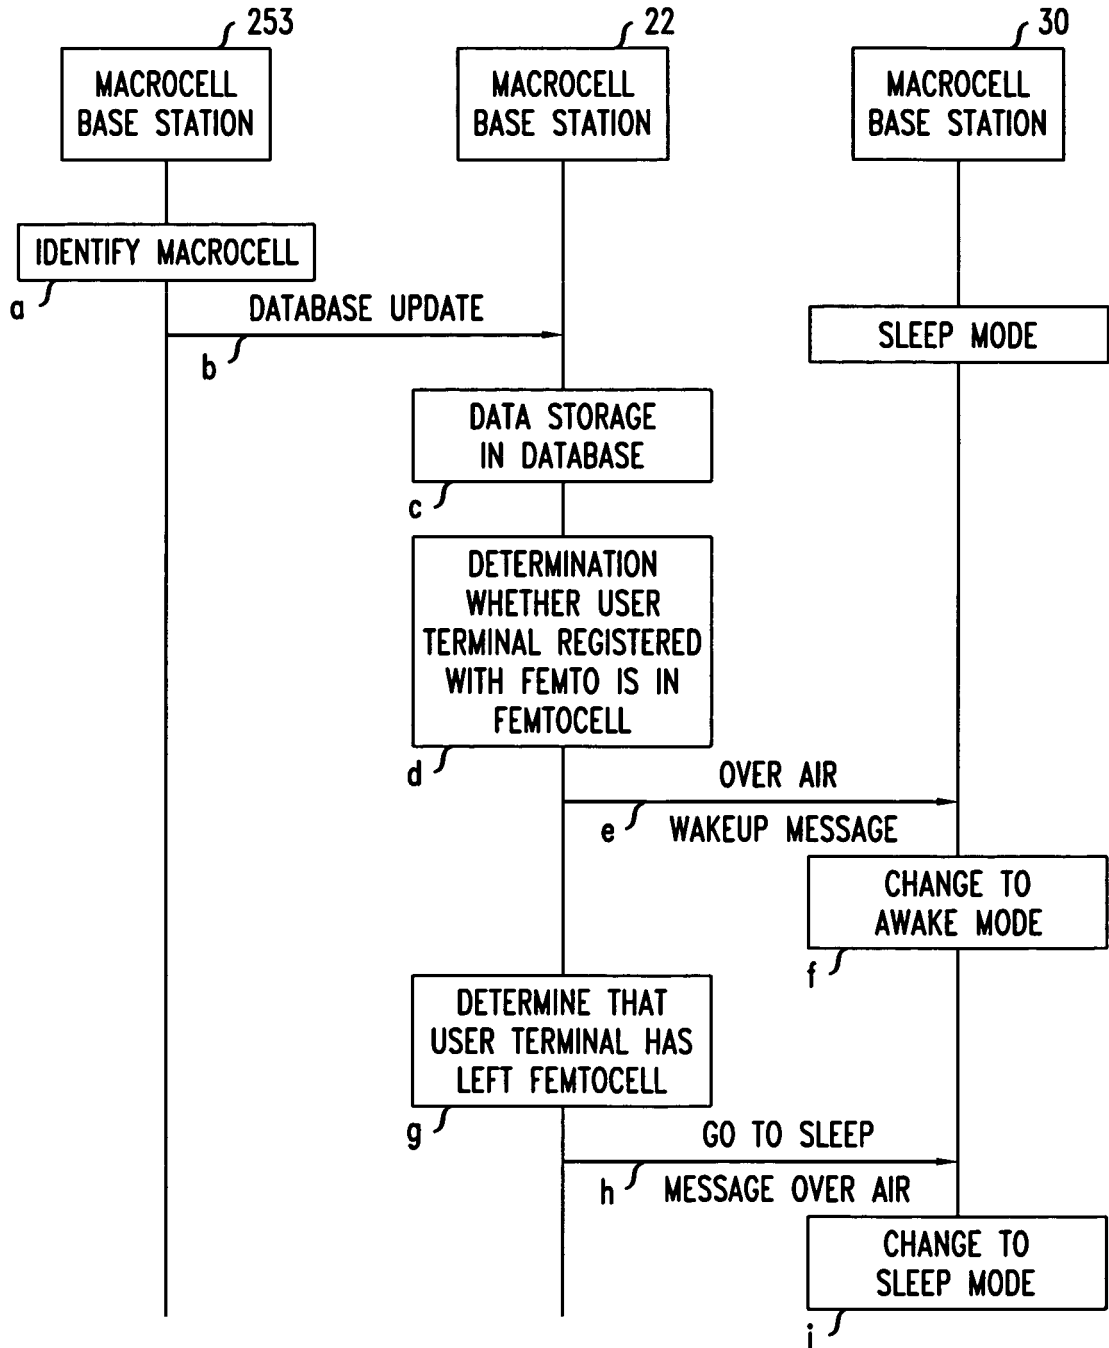 253
22
30
MACROCELL
BASE STATION
MACROCELL
BASE STATION
MACROCELL
BASE STATION
IDENTIFY MACROCELL
a
DATABASE UPDATE
b
SLEEP MODE
DATA STORAGE
IN DATABASE
c
DETERMINATION
WHETHER USER
TERMINAL REGISTERED
WITH FEMTO IS IN
FEMTOCELL
d
OVER AIR
e
WAKEUP MESSAGE
CHANGE TO
AWAKE MODE
f
DETERMINE THAT
USER TERMINAL HAS
LEFT FEMTOCELL
g
GO TO SLEEP
h
MESSAGE OVER AIR
CHANGE TO
SLEEP MODE
i